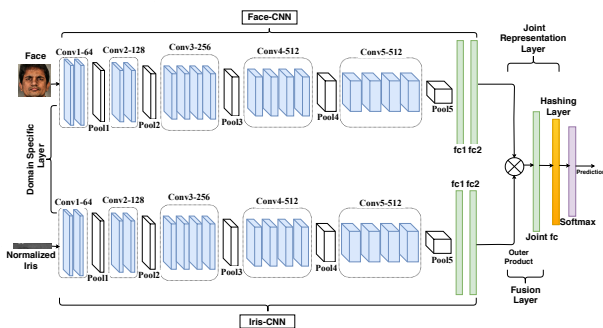 Face-CNN
Face
Conv1-64
Conv2-128
Conv3-256
Conv4-512
Conv5-512
Pool1
Pool2
Pool3
Pool4
Pool5
fc1 fc2
Joint
Representation
Layer
Hashing
Layer
Domain Specific
Layer
Prediction
Softmax
Joint fc
Outer
Product
Fusion
Layer
Conv1-64
Conv2-128
Conv3-256
Conv4-512
Conv5-512
fc1 fc2
Normalized
Iris
Pool1
Pool2
Pool3
Pool4
Pool5
Iris-CNN